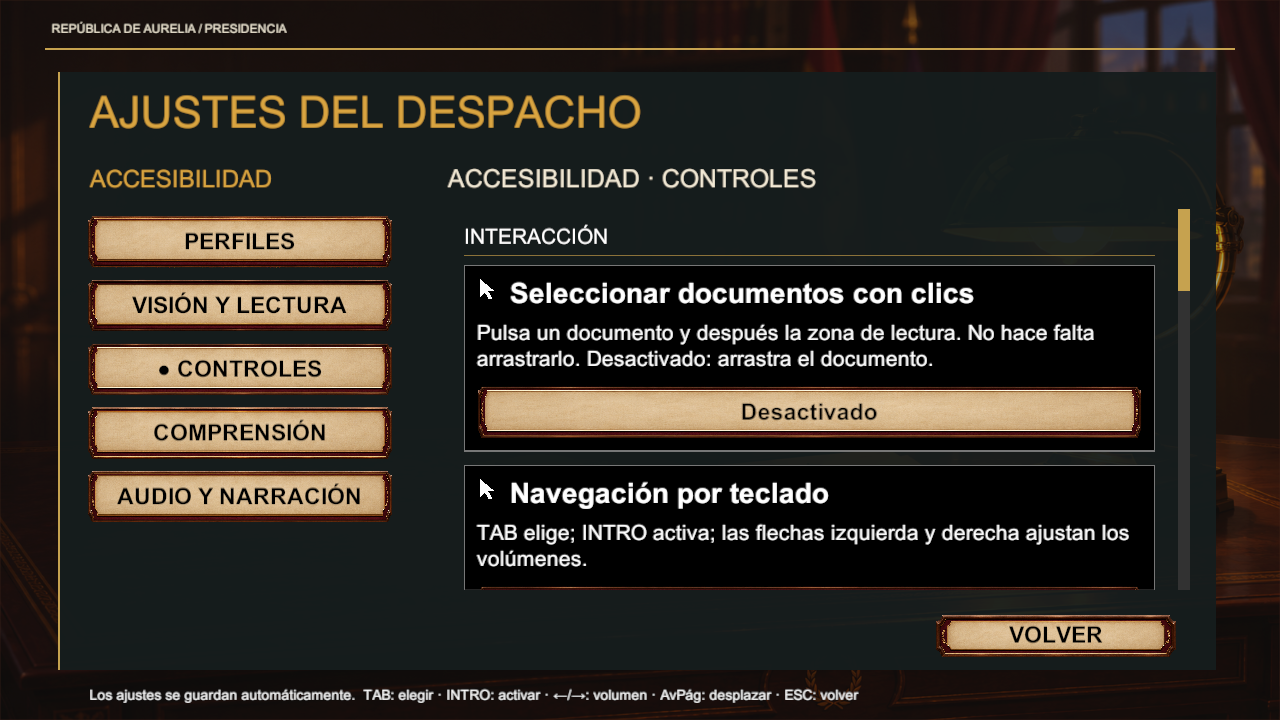 REPÚBLICA DE AURELIA / PRESIDENCIA
AJUSTES DEL DESPACHO
ACCESIBILIDAD
PERFILES
VISIÓN Y LECTURA
● CONTROLES
COMPRENSIÓN
AUDIO Y NARRACIÓN
ACCESIBILIDAD · CONTROLES
INTERACCIÓN
Seleccionar documentos con clics
Pulsa un documento y después la zona de lectura. No hace falta
arrastrarlo. Desactivado: arrastra el documento.
Desactivado
Navegación por teclado
TAB elige; INTRO activa; las flechas izquierda y derecha ajustan los
volúmenes.
VOLVER
Los ajustes se guardan automáticamente.  TAB: elegir · INTRO: activar · ←/→: volumen · AvPág: desplazar · ESC: volver